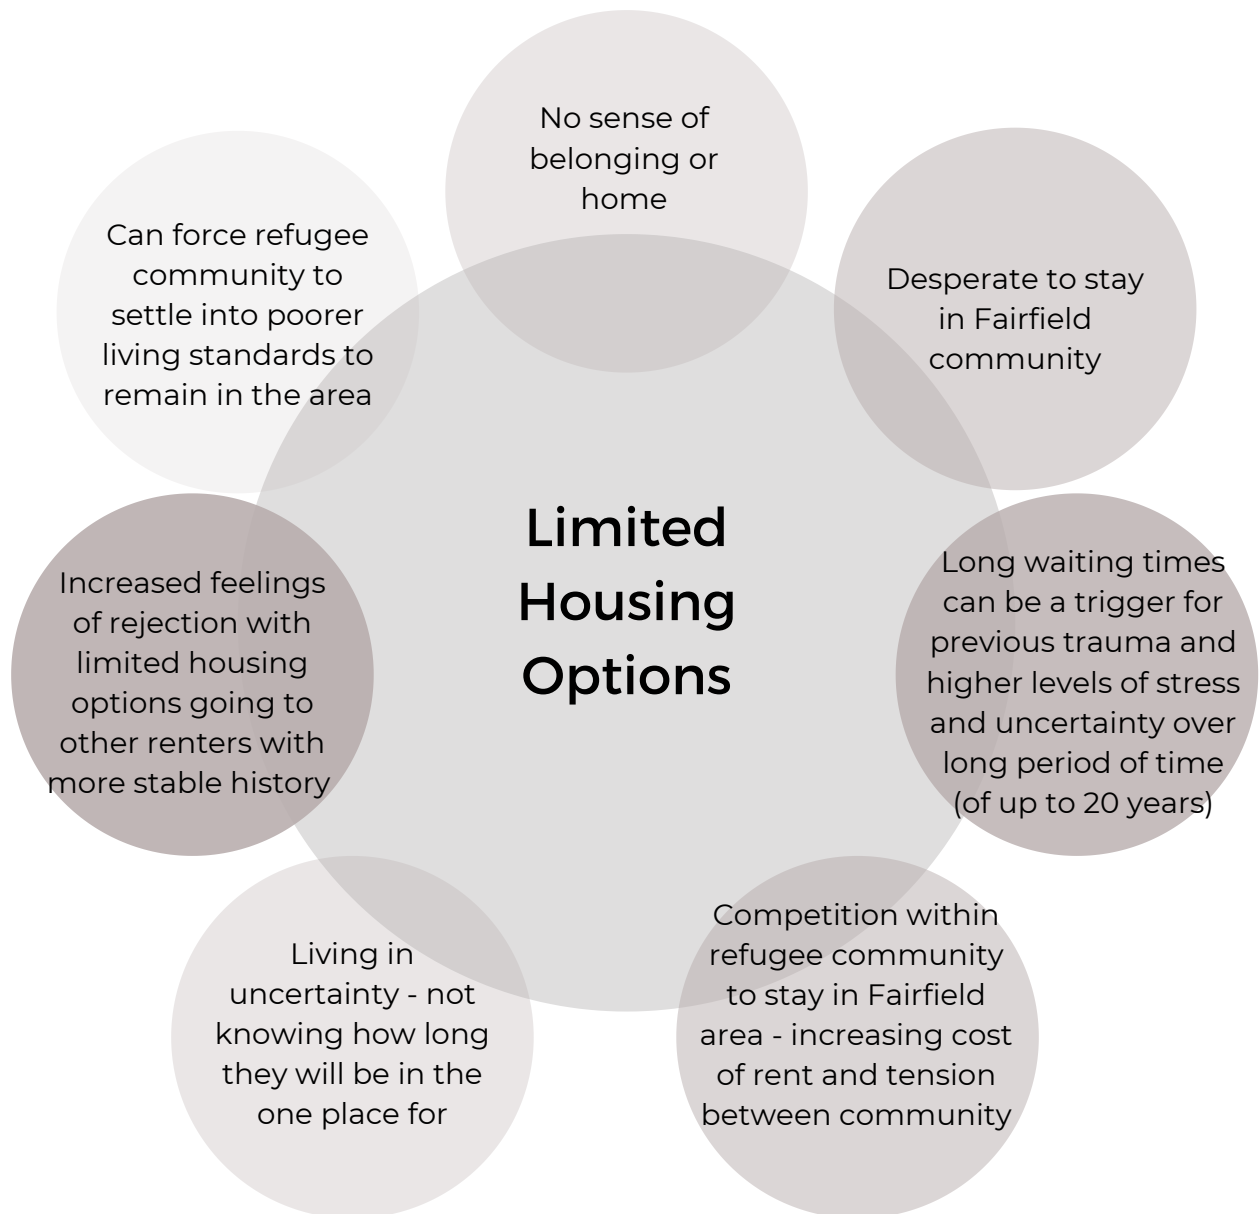 No sense of
belonging or
home
Desperate to stay
in Fairfield
community
Long waiting times
can be a trigger for
previous trauma and
higher levels of stress
and uncertainty over
long period of time
(of up to 20 years)
Competition within
refugee community
to stay in Fairfield
area - increasing cost
of rent and tension
between community
Living in
uncertainty - not
knowing how long
they will be in the
one place for
Increased feelings
of rejection with
limited housing
options going to
other renters with
more stable history
Can force refugee
community to
settle into poorer
living standards to
remain in the area
Limited
Housing
Options